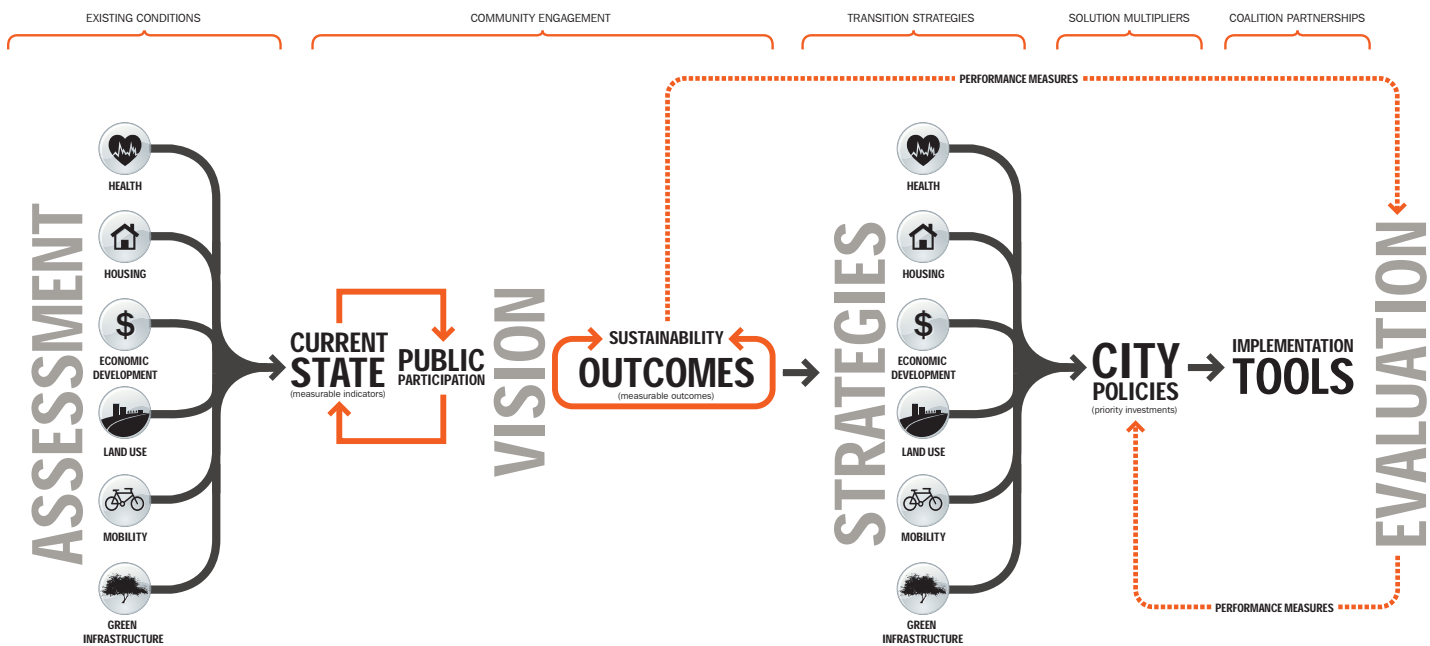 EXISTING CONDITIONS
COMMUNITY ENGAGEMENT
TRANSITION STRATEGIES
SOLUTION MULTIPLIERS
COALITION PARTNERSHIPS
PERFORMANCE MEASURES
ASSESSMENT
HEALTH
HOUSING
$
ECONOMIC
DEVELOPMENT
LAND USE
MOBILITY
GREEN
INFRASTRUCTURE
CURRENT
STATE
(measurable indicators)
PUBLIC
PARTICIPATION
VISION
SUSTAINABILITY
OUTCOMES
(measurable outcomes)
STRATEGIES
HEALTH
HOUSING
$
ECONOMIC
DEVELOPMENT
LAND USE
MOBILITY
GREEN
INFRASTRUCTURE
CITY
POLICIES
(priority investments)
IMPLEMENTATION
TOOLS
EVALUATION
PERFORMANCE MEASURES